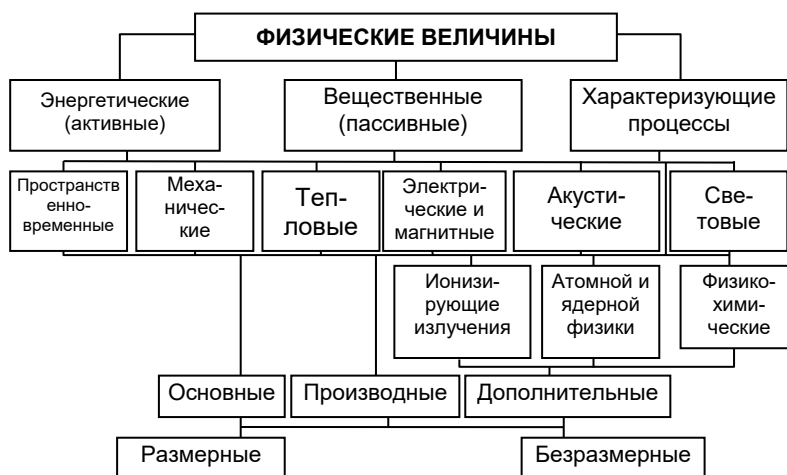 ФИЗИЧЕСКИЕ ВЕЛИЧИНЫ
Энергетические
(активные)
Вещественные
(пассивные)
Характеризующие
процессы
Пространств
енно-
временные
Меха-
ничес-
кие
Теп-
ловые
Электри-
ческие и
магнитные
Акусти-
ческие
Све-
товые
Ионизи-
рующие
излучения
Атомной и
ядерной
физики
Физико-
хими-
ческие
Основные
Производные
Дополнительные
Размерные
Безразмерные